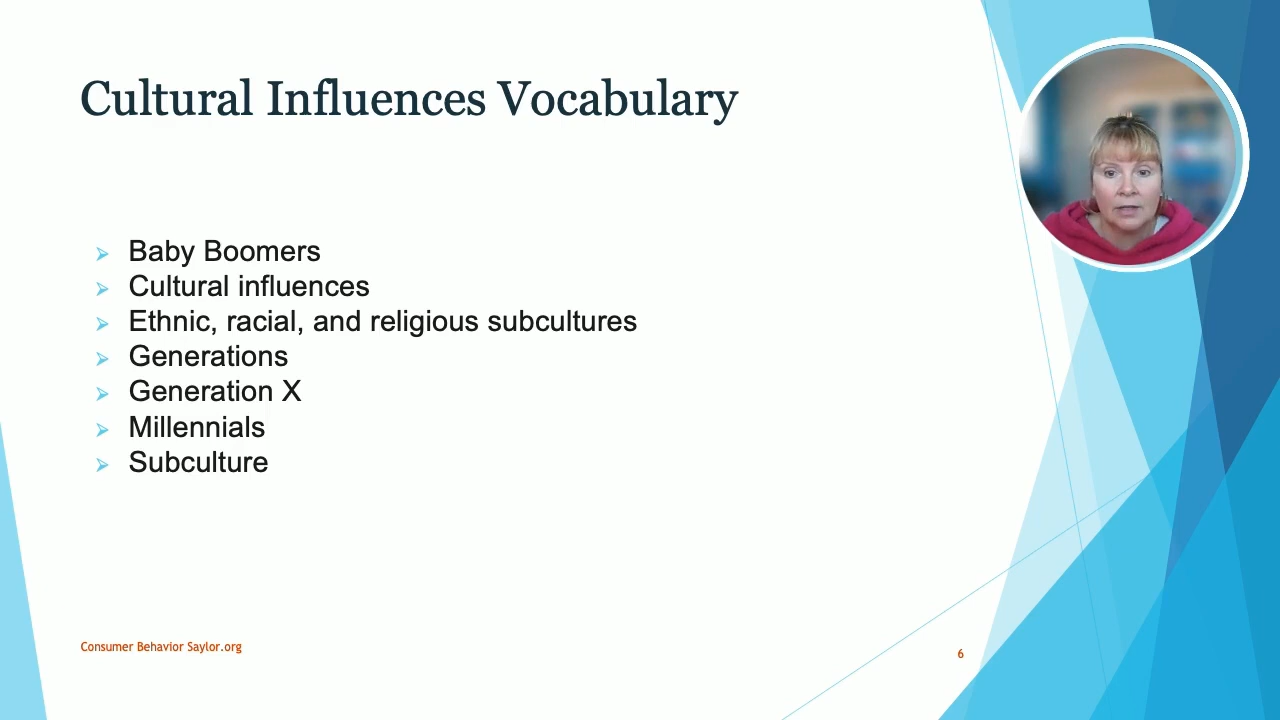 Cultural Influences Vocabulary
Baby Boomers
Cultural influences
Ethnic, racial, and religious subcultures
Generations
Generation X
Millennials
Subculture
Consumer Behavior Saylor.org
6